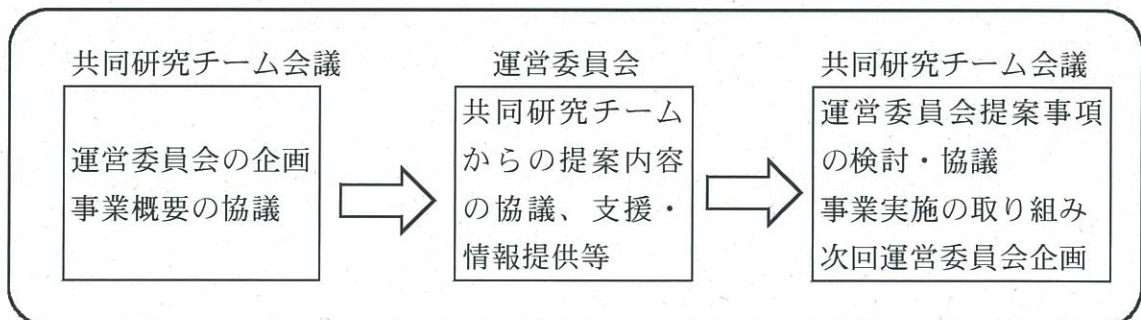 共同研究チーム会議
運営委員会の企画
事業概要の協議
運営委員会
共同研究チーム
からの提案内容
の協議、支援・
情報提供等
共同研究チーム会議
運営委員会提案事項
の検討・協議
事業実施の取り組み
次回運営委員会企画